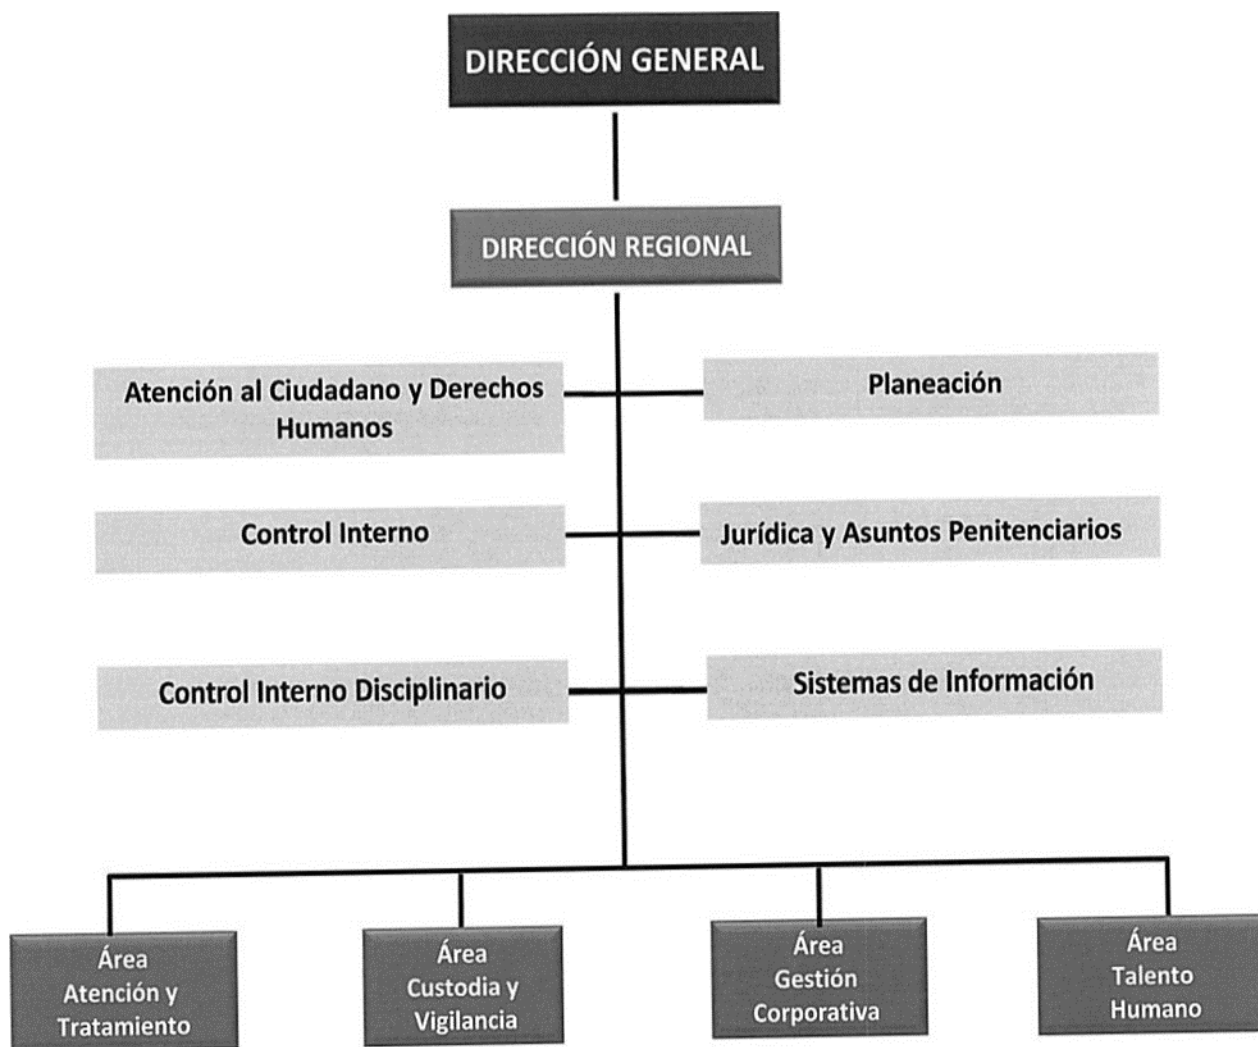 DIRECCIÓN GENERAL
DIRECCIÓN REGIONAL
Atención al Ciudadano y Derechos
Humanos
Planeación
Control Interno
Jurídica y Asuntos Penitenciarios
Control Interno Disciplinario
Sistemas de Información
Área
Atención y
Tratamiento
Área
Custodia y
Vigilancia
Área
Gestión
Corporativa
Área
Talento
Humano